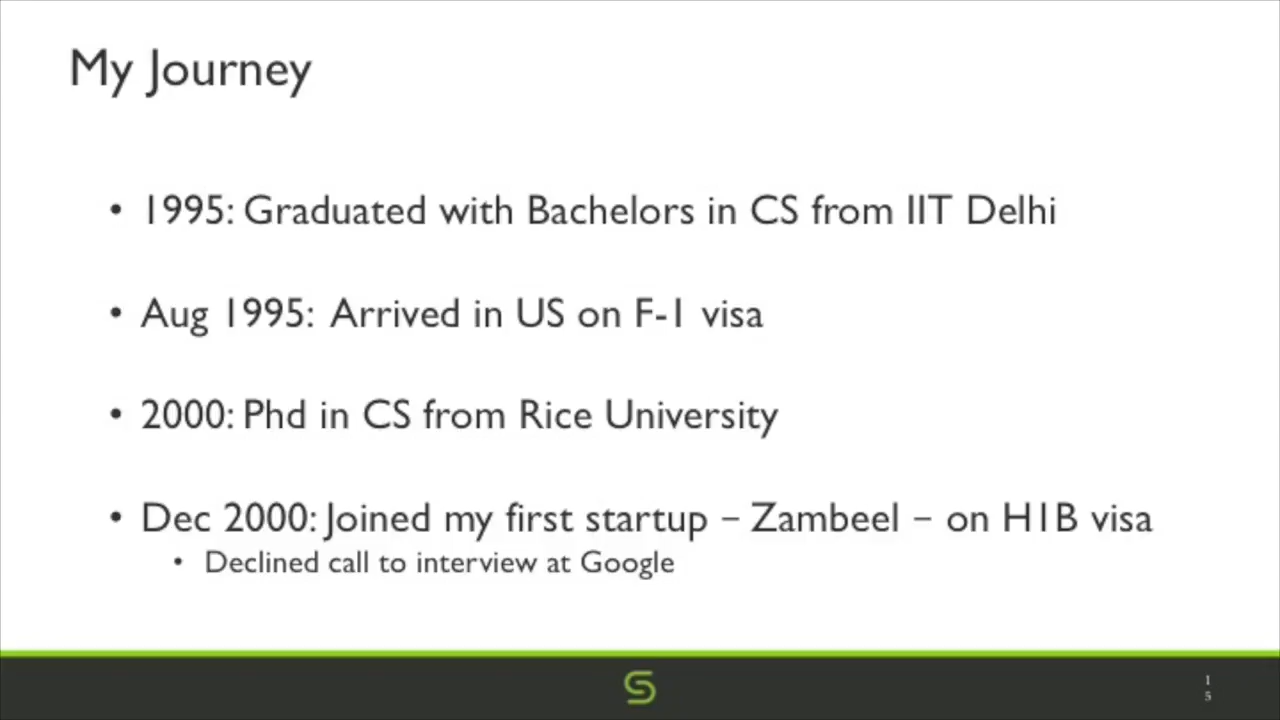 My Journey
• 1995: Graduated with Bachelors in CS from IIT Delhi
• Aug 1995: Arrived in US on F-1 visa
• 2000: Phd in CS from Rice University
• Dec 2000: Joined my first startup – Zambeel – on H1B visa
• Declined call to interview at Google
1
5